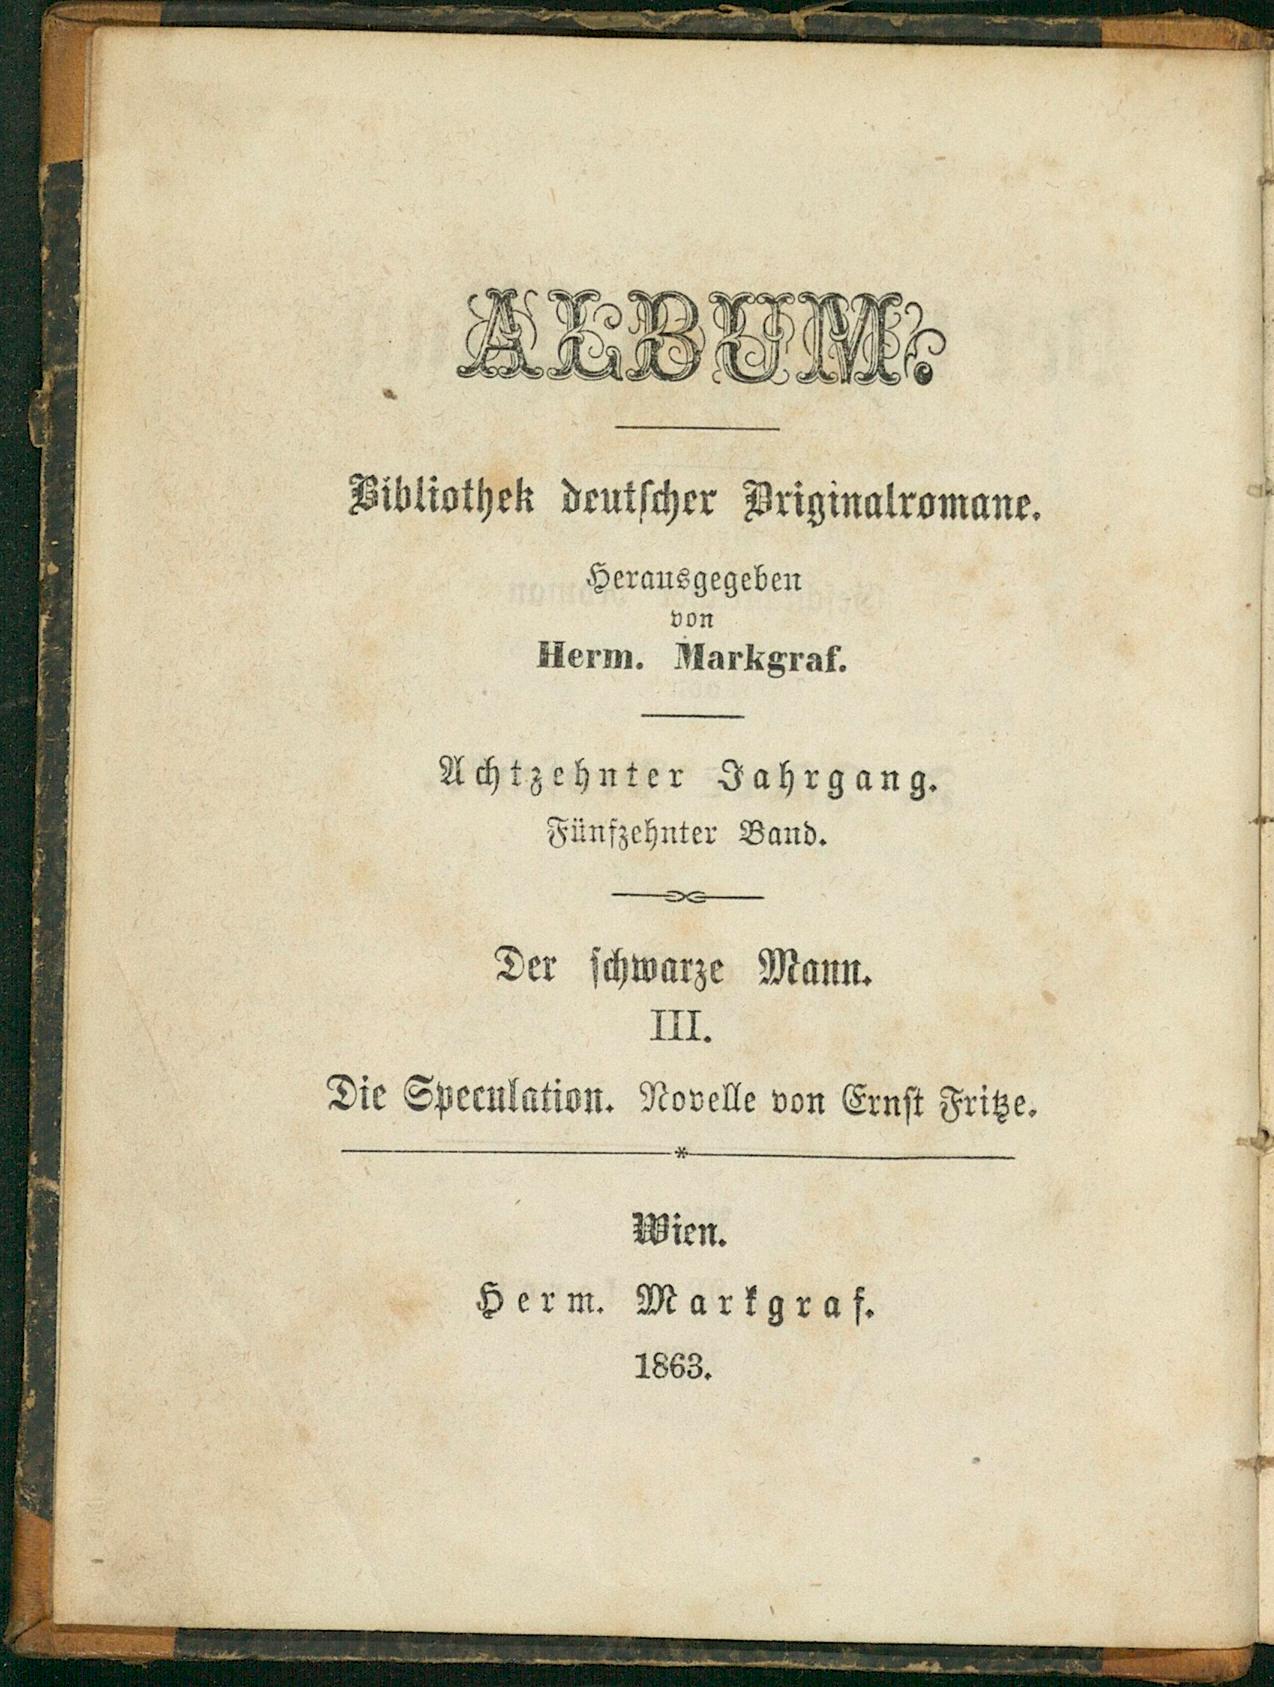 ALBUM.
Bibliothek deutscher Originalromane.
Herausgegeben
von
Herm. Markgraf.
Achtzehnter Jahrgang.
Fünfzehnter Band.
Der schwarze Mann.
III.
Die Speculation. Novelle von Ernst Fritze.
*
Wien.
Herm. Markgraf.
1863.